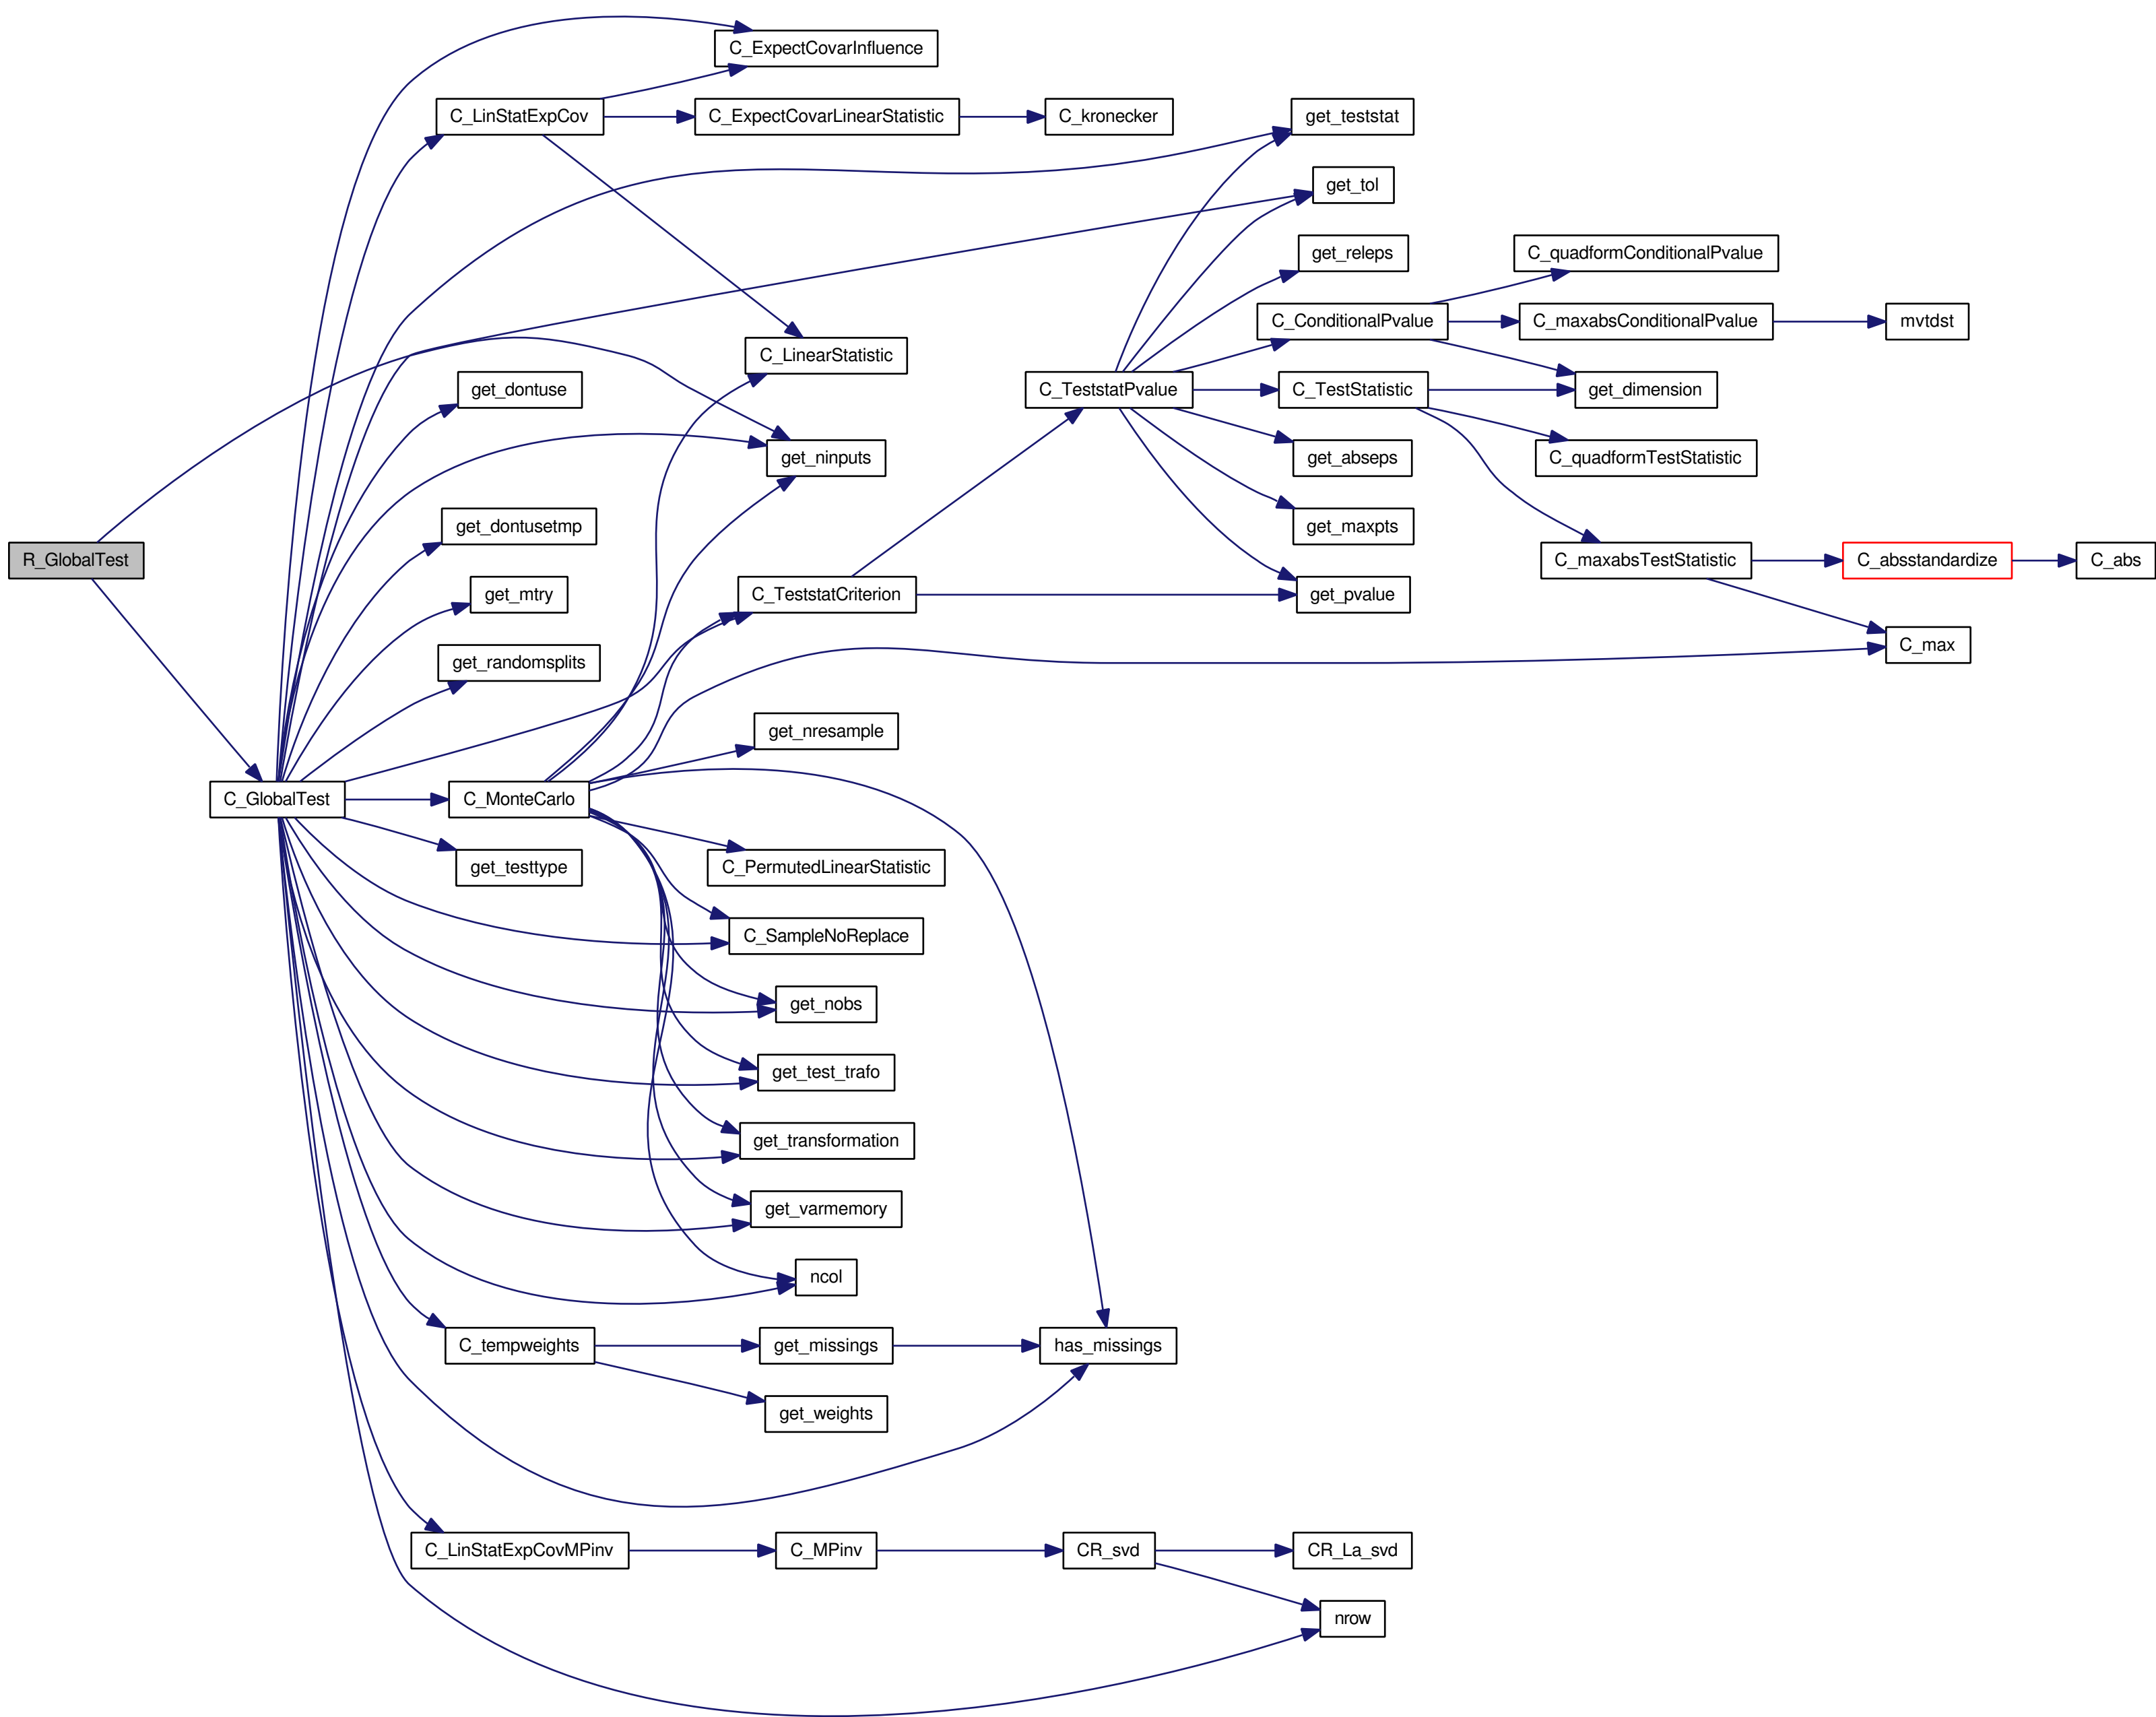 C_ExpectCovarInfluence
C_LinStatExpCov
C_ExpectCovarLinearStatistic
C_kronecker
get_teststat
get_tol
get_releps
C_quadformConditionalPvalue
C_ConditionalPvalue
C_maxabsConditionalPvalue
mvtdst
C_LinearStatistic
get_dontuse
C_TeststatPvalue
C_TestStatistic
get_dimension
get_ninputs
get_abseps
C_quadformTestStatistic
get_dontusetmp
get_maxpts
R_GlobalTest
C_maxabsTestStatistic
C_absstandardize
C_abs
get_mtry
C_TeststatCriterion
get_pvalue
get_randomsplits
C_max
get_nresample
C_GlobalTest
C_MonteCarlo
get_testtype
C_PermutedLinearStatistic
C_SampleNoReplace
get_nobs
get_test_trafo
get_transformation
get_varmemory
ncol
C_tempweights
get_missings
has_missings
get_weights
C_LinStatExpCovMPinv
C_MPinv
CR_svd
CR_La_svd
nrow